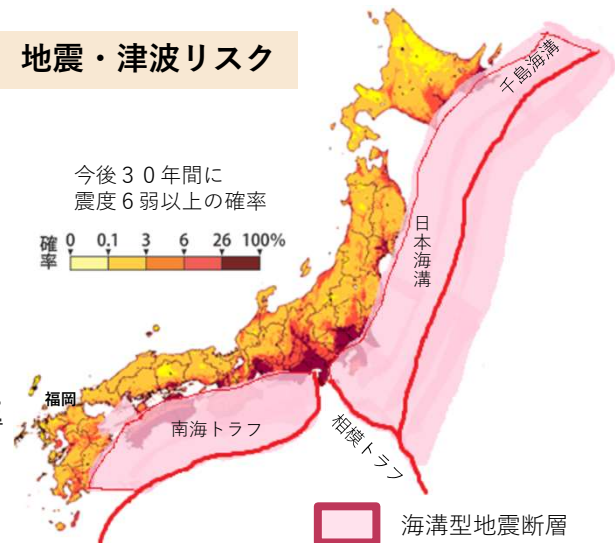 地震・津波リスク
千島海溝
今後３０年間に
震度６弱以上の確率
確率
0 0.1 3 6 26 100%
日本海溝
福岡
南海トラフ
相模トラフ
海溝型地震断層